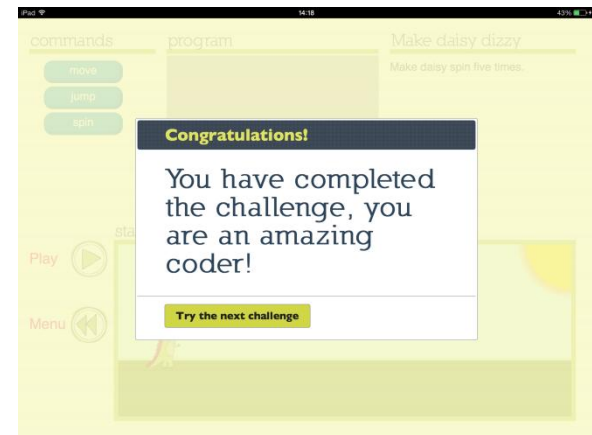 iPad 14:18 43%
commands program Make daisy dizzy
move Make daisy spin five times.
jump
spin
Congratulations!
You have completed
the challenge, you
are an amazing
coder!
sta
Play
Menu
Try the next challenge